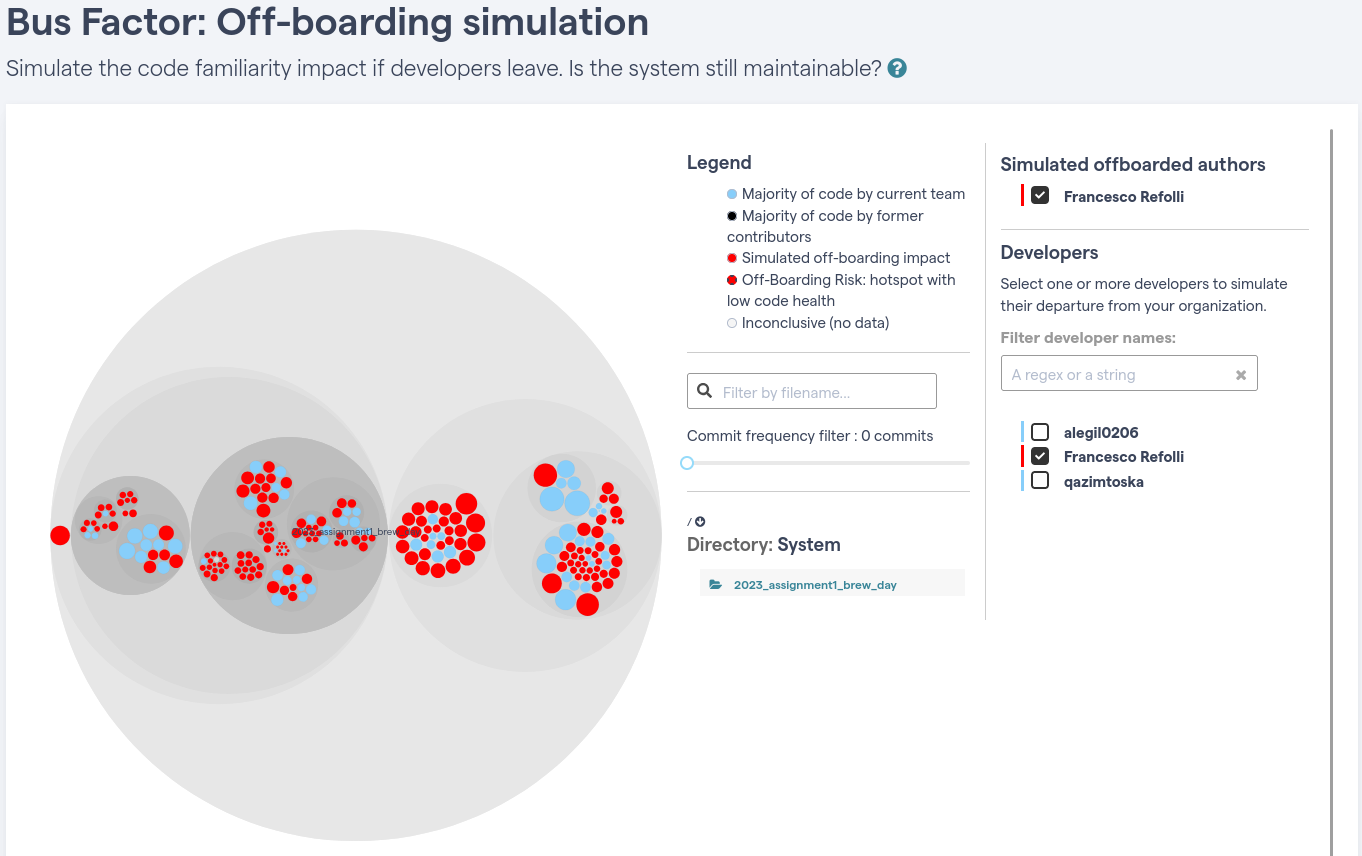 Bus Factor: Off-boarding simulation
Simulate the code familiarity impact if developers leave. Is the system still maintainable? ?
Legend
Majority of code by current team
Majority of code by former
contributors
Simulated off-boarding impact
Off-Boarding Risk: hotspot with
low code health
Inconclusive (no data)
Filter by filename...
Commit frequency filter : 0 commits
/
Directory: System
2023_assignment1_brew_day
Simulated offboarded authors
Francesco Refolli
Developers
Select one or more developers to simulate
their departure from your organization.
Filter developer names:
A regex or a string
alegil0206
Francesco Refolli
qazimtoska
2023_assignment1_brew_day